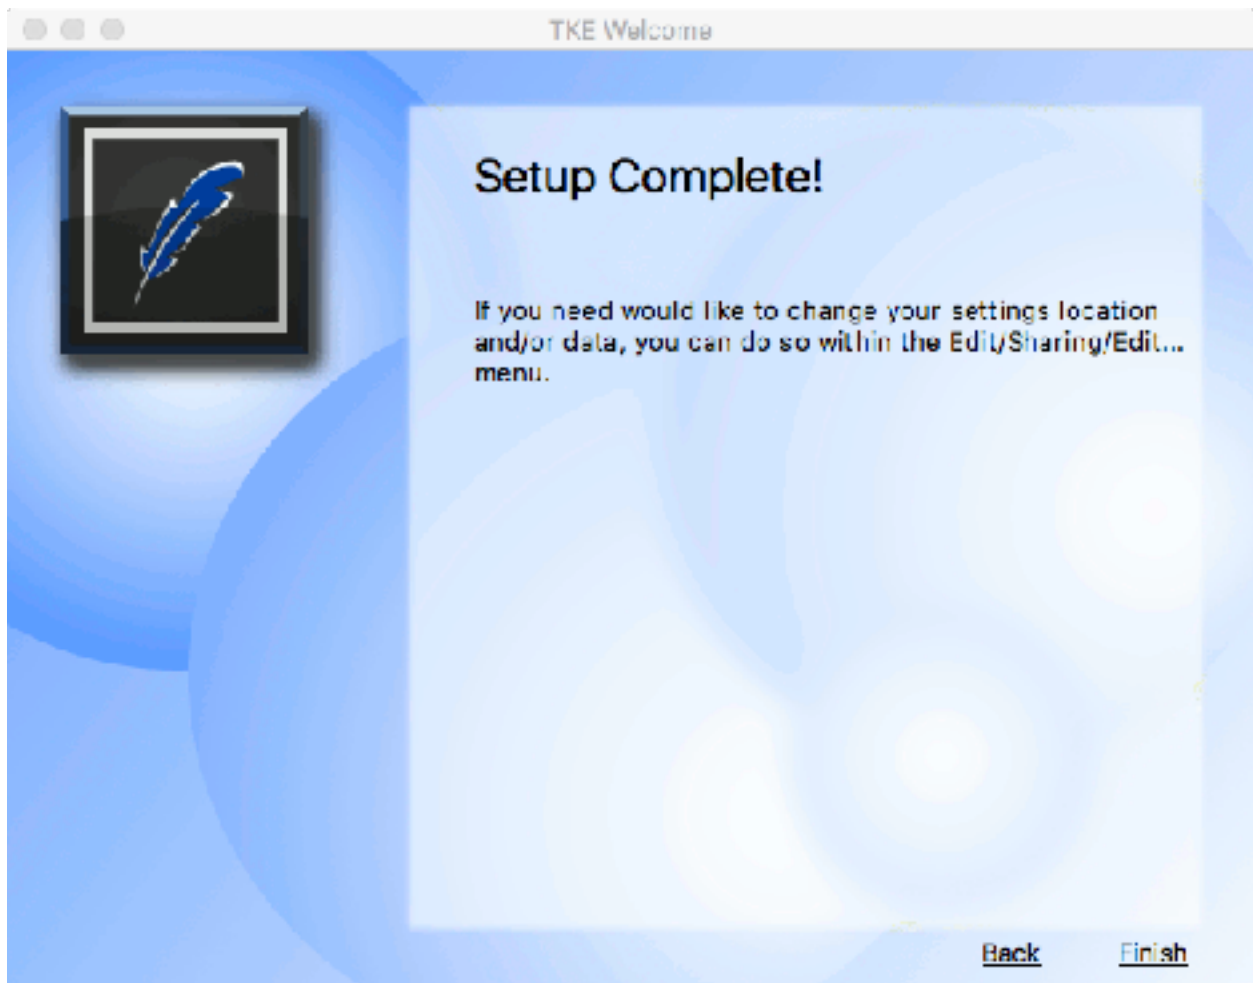 TKE Welcome
Setup Complete!
If you need would like to change your settings location
and/or data, you can do so within the Edit/Sharing/Edit...
menu.
Back
Finish